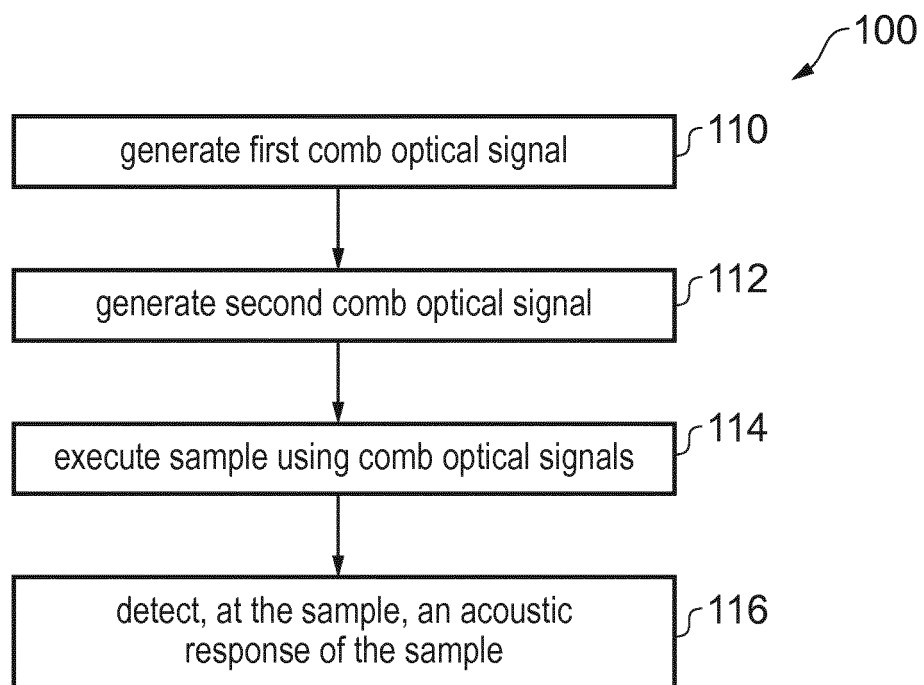 100
generate first comb optical signal
110
generate second comb optical signal
112
execute sample using comb optical signals
114
detect, at the sample, an acoustic
response of the sample
116